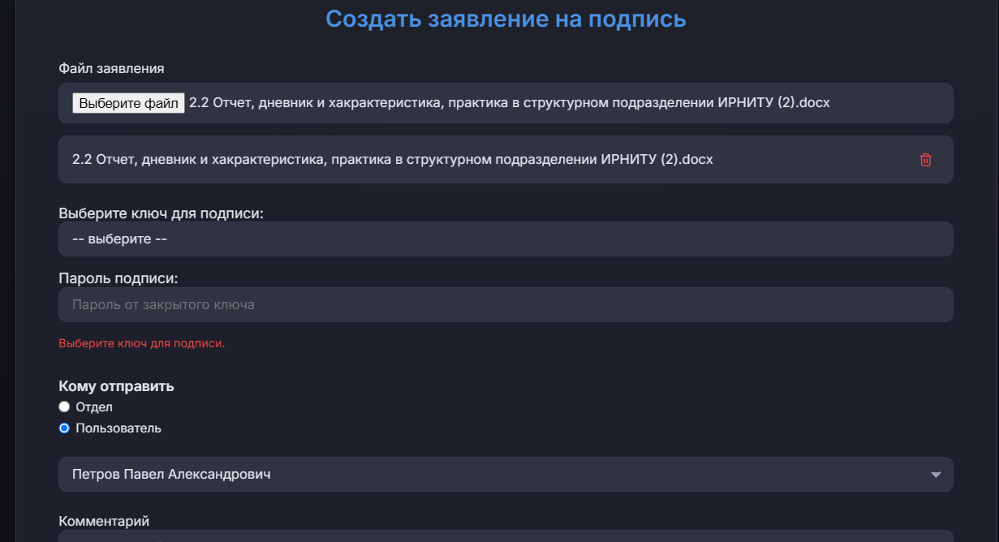 Создать заявление на подпись
Файл заявления
Выберите файл 2.2 Отчет, дневник и хакрактеристика, практика в структурном подразделении ИРНИТУ (2).docx
2.2 Отчет, дневник и хакрактеристика, практика в структурном подразделении ИРНИТУ (2).docx
Выберите ключ для подписи:
-- выберите --
Пароль подписи:
Пароль от закрытого ключа
Выберите ключ для подписи.
Кому отправить
Отдел
Пользователь
Петров Павел Александрович
Комментарий